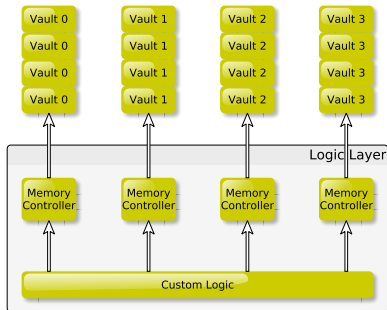 Vault 0
Vault 1
Vault 2
Vault 3
Vault 0
Vault 1
Vault 2
Vault 3
Vault 0
Vault 1
Vault 2
Vault 3
Vault 0
Vault 1
Vault 2
Vault 3
Logic Layer
Memory
Controller
Memory
Controller
Memory
Controller
Memory
Controller
Custom Logic